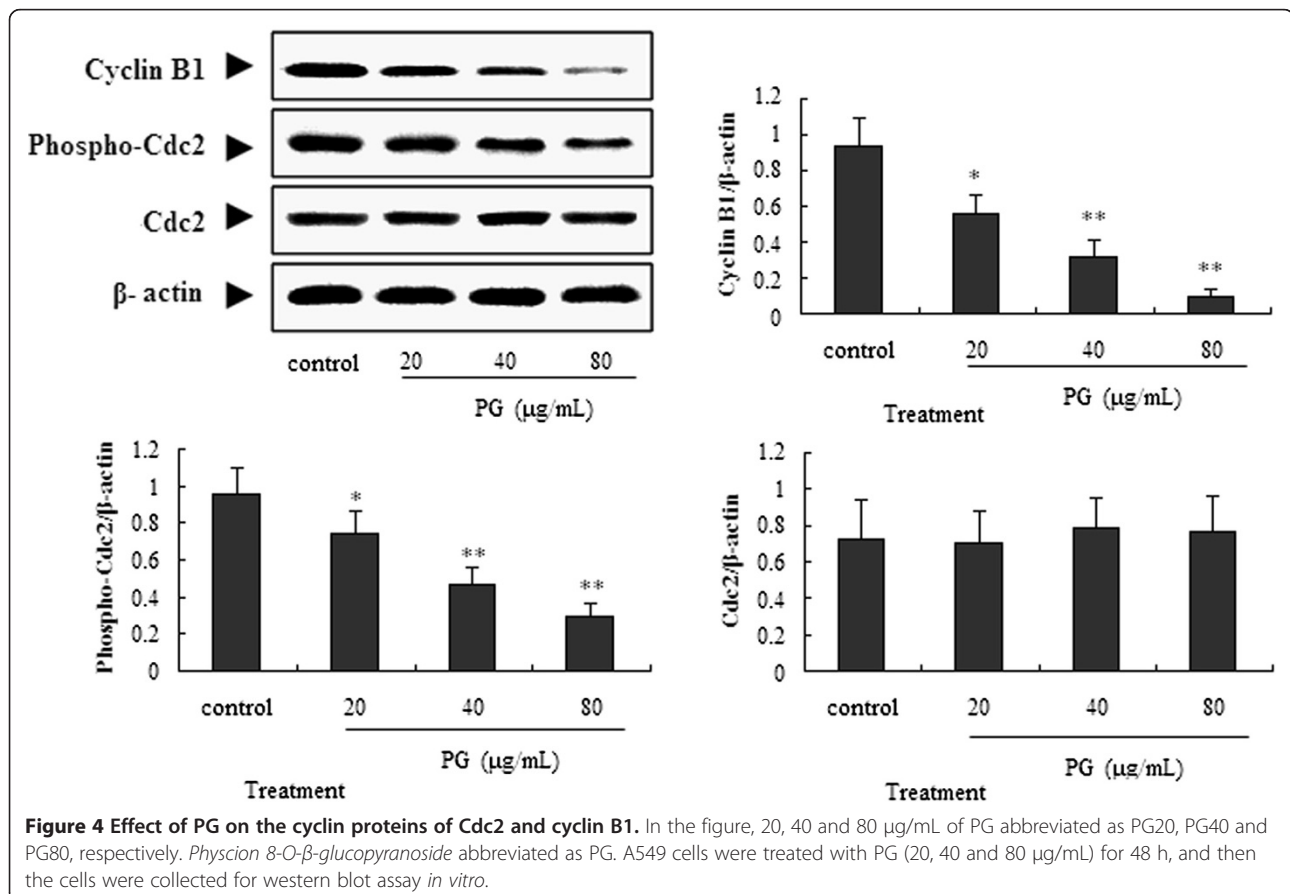 Cyclin B1
Phospho-Cdc2
Cdc2
β- actin
control 20 40 80
PG (µg/mL)
Cyclin B1/β-actin
1.2
1
0.8
0.6
0.4
0.2
0
*
**
**
control 20 40 80
PG (µg/mL)
Treatment
Phospho-Cdc2/β-actin
1.2
1
0.8
0.6
0.4
0.2
0
*
**
**
control 20 40 80
PG (µg/mL)
Treatment
Cdc2/β-actin
1.2
1
0.8
0.6
0.4
0.2
0
control 20 40 80
PG (µg/mL)
Treatment
Figure 4 Effect of PG on the cyclin proteins of Cdc2 and cyclin B1. In the figure, 20, 40 and 80 µg/mL of PG abbreviated as PG20, PG40 and
PG80, respectively. Physcion 8-O-β-glucopyranoside abbreviated as PG. A549 cells were treated with PG (20, 40 and 80 µg/mL) for 48 h, and then
the cells were collected for western blot assay in vitro.